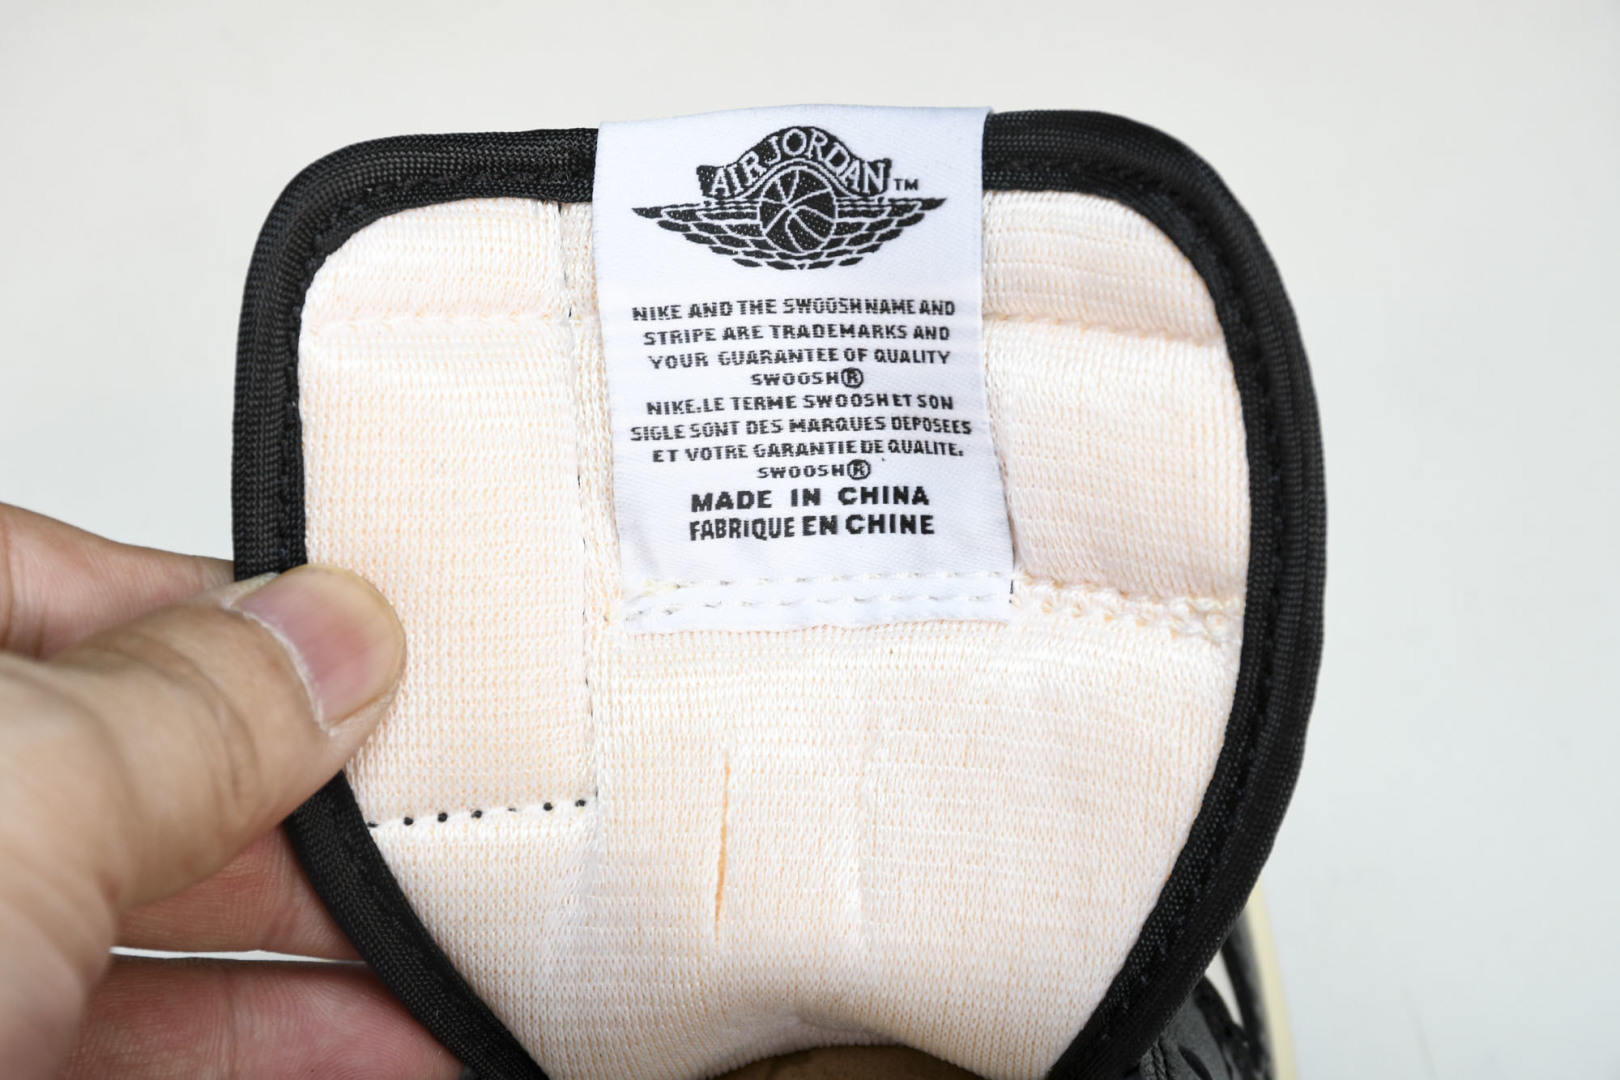 AIR JORDAN™
NIKE AND THE SWOOSH NAME AND
STRIPE ARE TRADEMARKS AND
YOUR GUARANTEE OF QUALITY
SWOOSH®
NIKE.LE TERME SWOOSH ET SON
SIGLE SONT DES MARQUES DEPOSEES
ET VOTRE GARANTIE DE QUALITE.
SWOOSH®
MADE IN CHINA
FABRIQUE EN CHINE